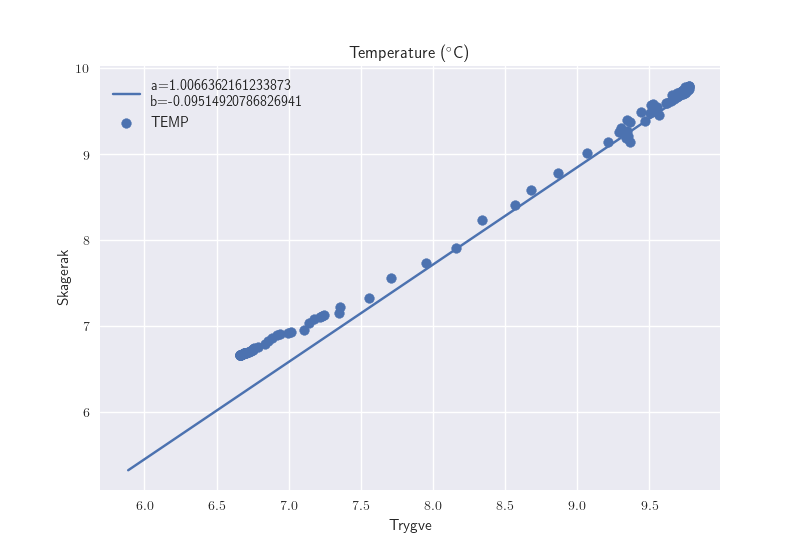 Temperature (°C)
a=1.0066362161233873
b=-0.09514920786826941
TEMP
10
9
8
7
6
Skagerak
6.0 6.5 7.0 7.5 8.0 8.5 9.0 9.5
Trygve